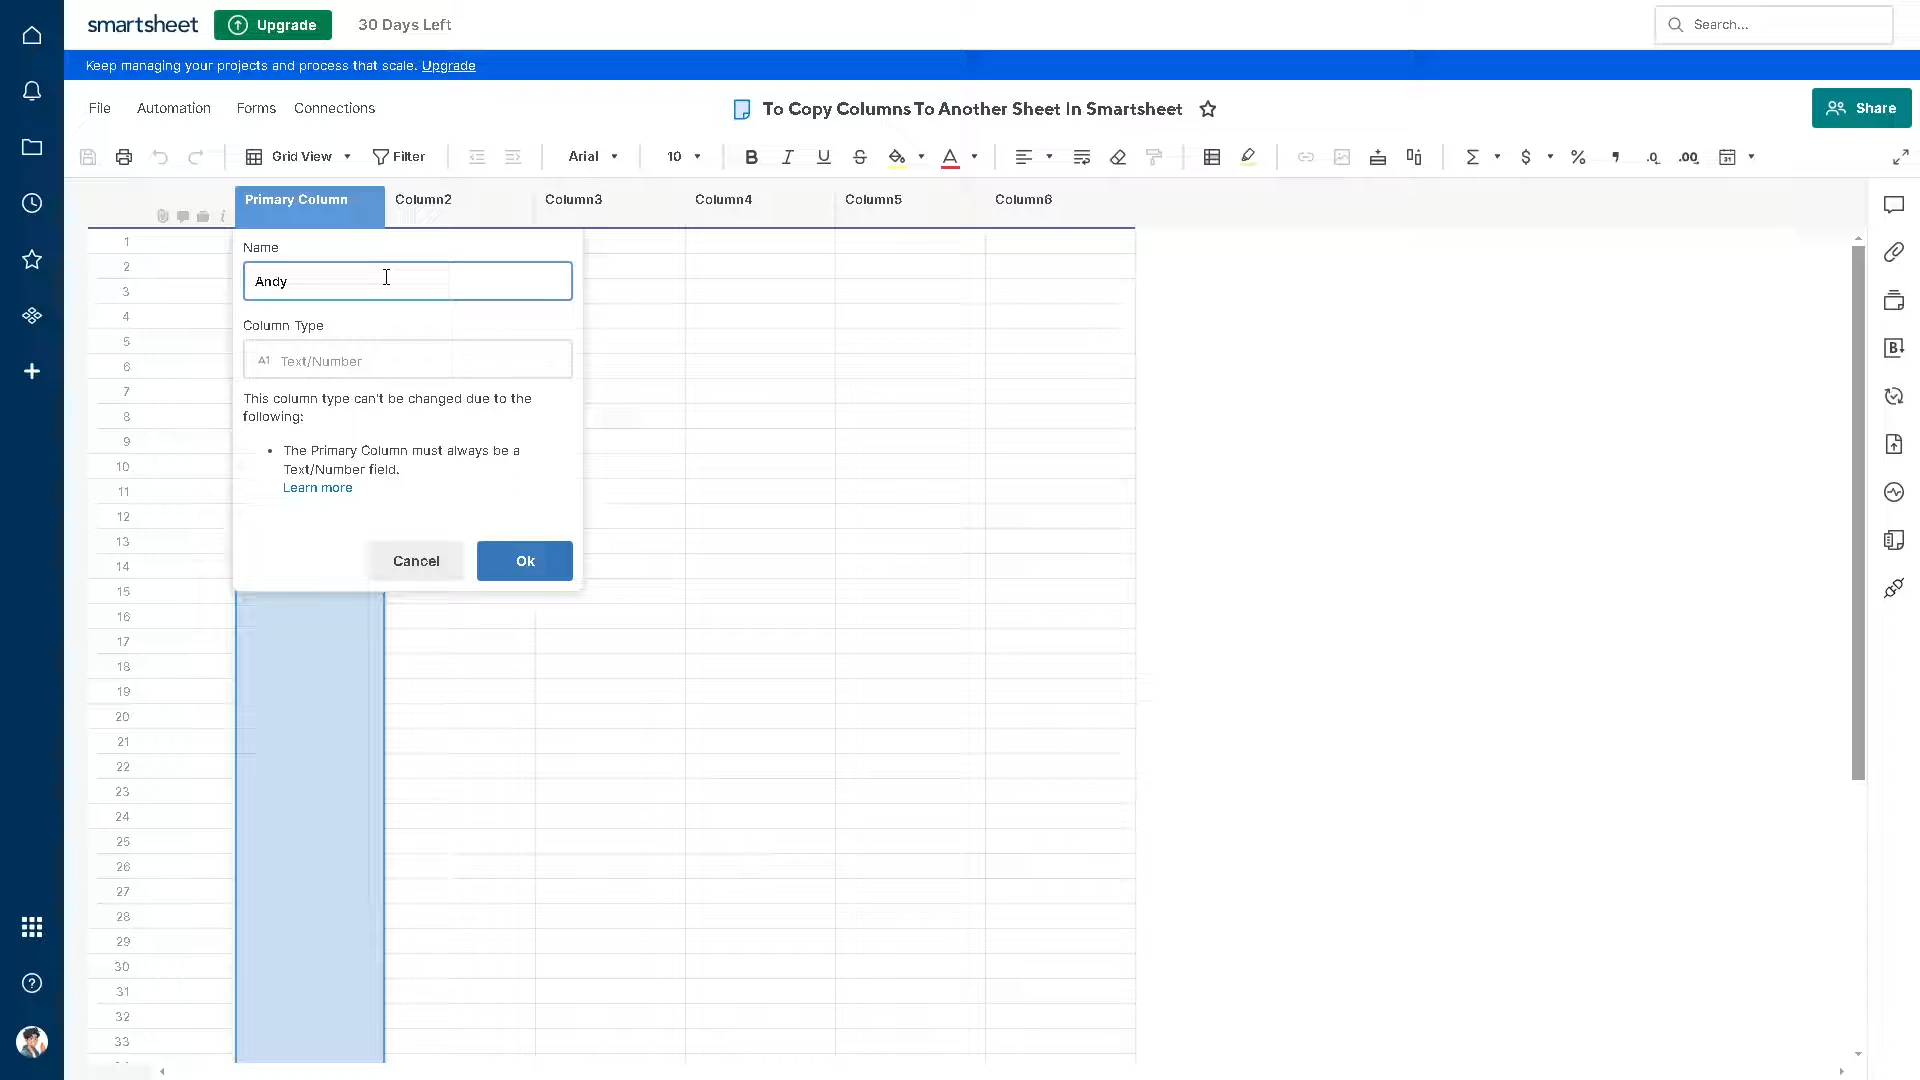 smartsheet Upgrade 30 Days Left Search...
Keep managing your projects and process that scale. Upgrade
File Automation Forms Connections To Copy Columns To Another Sheet In Smartsheet Share
Grid View Filter Arial 10 B I U S A Σ $ % , .0 .00 31
Primary Column Column2 Column3 Column4 Column5 Column6
Name
Andy
Column Type
A1 Text/Number
This column type can't be changed due to the
following:
• The Primary Column must always be a
Text/Number field.
Learn more
Cancel Ok
1
2
3
4
5
6
7
8
9
10
11
12
13
14
15
16
17
18
19
20
21
22
23
24
25
26
27
28
29
30
31
32
33